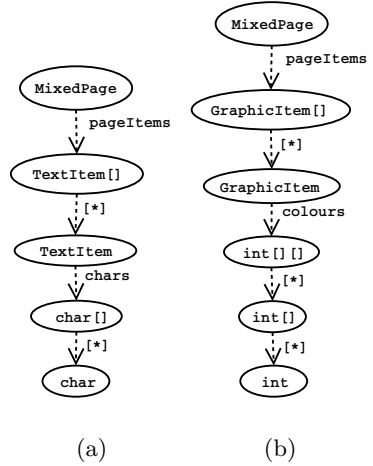 MixedPage
pageItems
TextItem[]
[*]
TextItem
chars
char[]
[*]
char
(a)
MixedPage
pageItems
GraphicItem[]
[*]
GraphicItem
colours
int[][]
[*]
int[]
[*]
int
(b)